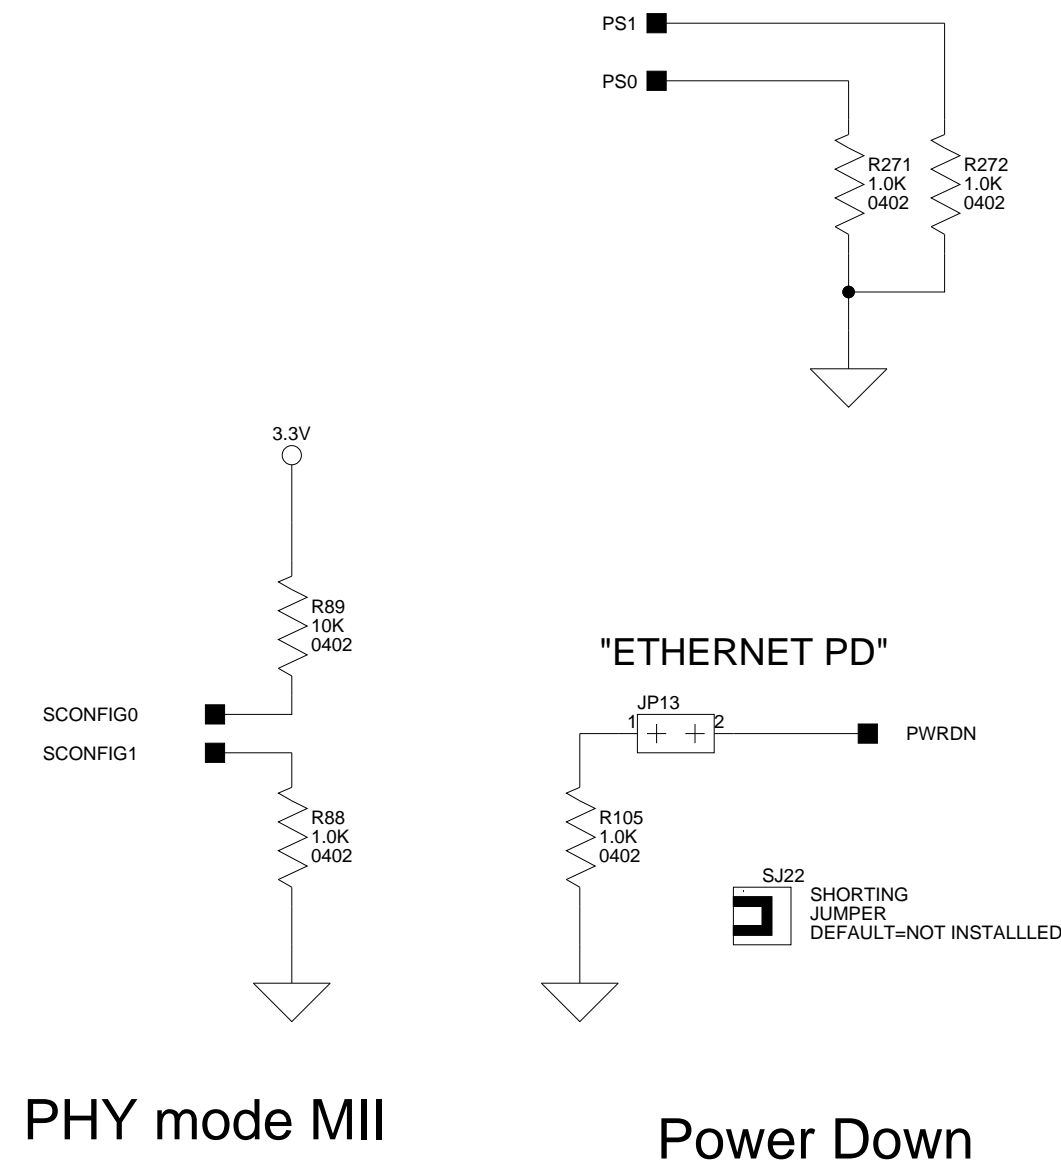 PS1
PS0
R271
1.0K
0402
R272
1.0K
0402
3.3V
R89
10K
0402
SCONFIG0
SCONFIG1
R88
1.0K
0402
"ETHERNET PD"
JP13
1
2
PWRDN
R105
1.0K
0402
SJ22
SHORTING
JUMPER
DEFAULT=NOT INSTALLLED
PHY mode MII
Power Down